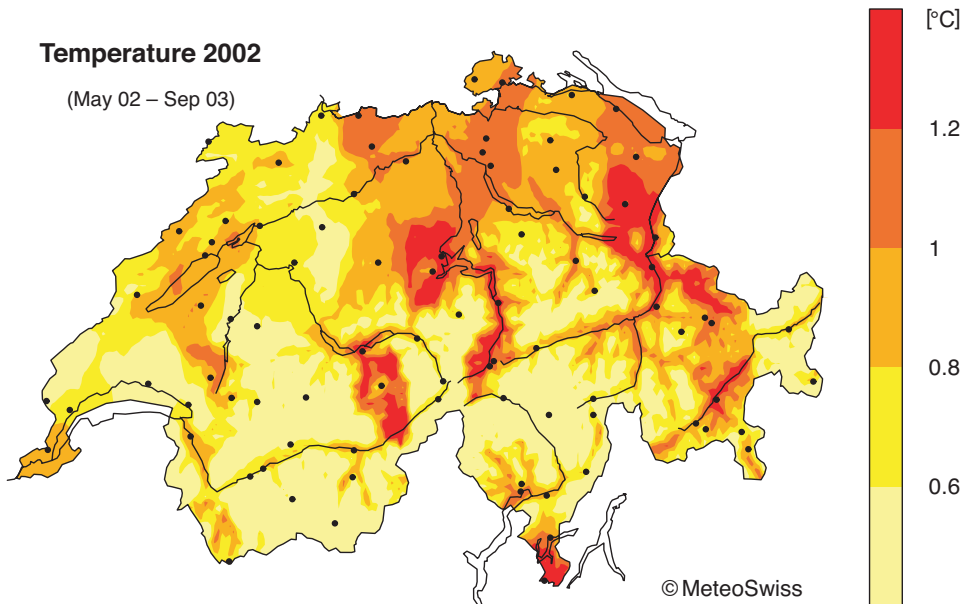 Temperature 2002
(May 02 – Sep 03)
[°C]
1.2
1
0.8
0.6
© MeteoSwiss